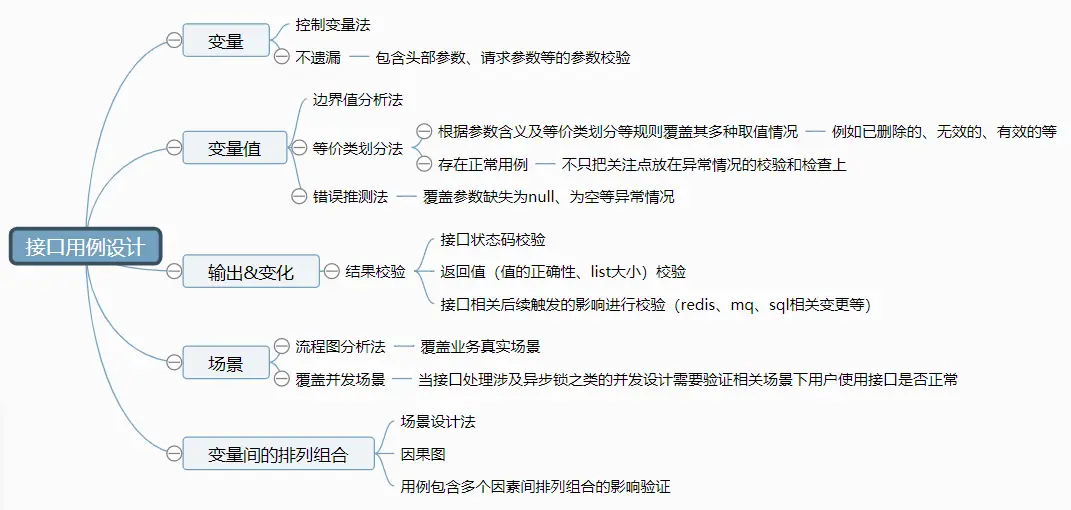 接口用例设计
变量
控制变量法
不遗漏
包含头部参数、请求参数等的参数校验
变量值
边界值分析法
等价类划分法
根据参数含义及等价类划分等规则覆盖其多种取值情况
例如已删除的、无效的、有效的等
存在正常用例
不只把关注点放在异常情况的校验和检查上
错误推测法
覆盖参数缺失为null、为空等异常情况
输出&变化
结果校验
接口状态码校验
返回值（值的正确性、list大小）校验
接口相关后续触发的影响进行校验（redis、mq、sql相关变更等）
场景
流程图分析法
覆盖业务真实场景
覆盖并发场景
当接口处理涉及异步锁之类的并发设计需要验证相关场景下用户使用接口是否正常
变量间的排列组合
场景设计法
因果图
用例包含多个因素间排列组合的影响验证